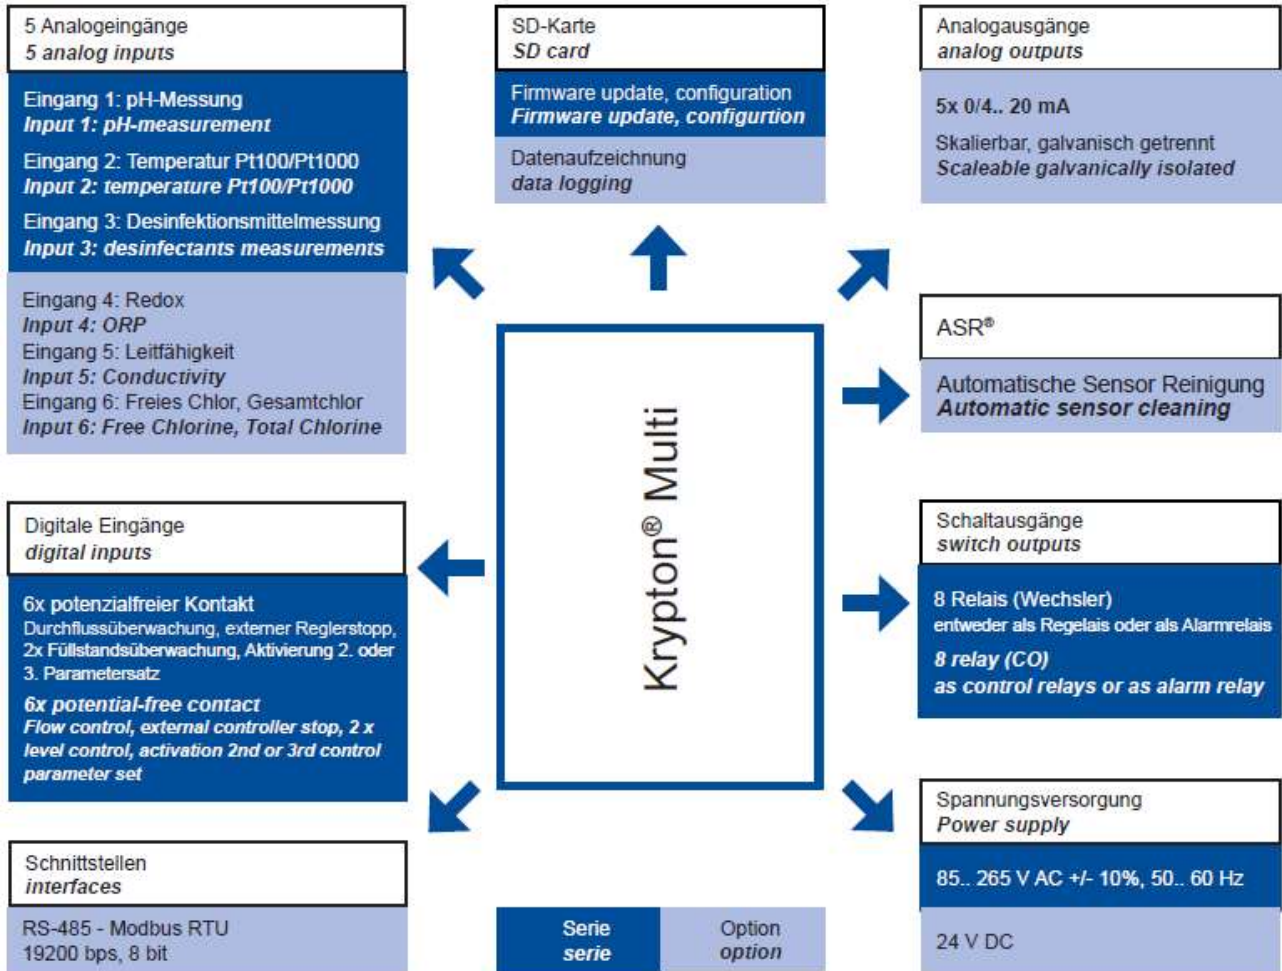 5 Analogeingänge
5 analog inputs
Eingang 1: pH-Messung
Input 1: pH-measurement
Eingang 2: Temperatur Pt100/Pt1000
Input 2: temperature Pt100/Pt1000
Eingang 3: Desinfektionsmittelmessung
Input 3: desinfectants measurements
Eingang 4: Redox
Input 4: ORP
Eingang 5: Leitfähigkeit
Input 5: Conductivity
Eingang 6: Freies Chlor, Gesamtchlor
Input 6: Free Chlorine, Total Chlorine
SD-Karte
SD card
Firmware update, configuration
Firmware update, configurtion
Datenaufzeichnung
data logging
Analogausgänge
analog outputs
5x 0/4.. 20 mA
Skalierbar, galvanisch getrennt
Scaleable galvanically isolated
ASR®
Automatische Sensor Reinigung
Automatic sensor cleaning
Krypton® Multi
Digitale Eingänge
digital inputs
6x potenzialfreier Kontakt
Durchflussüberwachung, externer Reglerstopp,
2x Füllstandsüberwachung, Aktivierung 2. oder
3. Parametersatz
6x potential-free contact
Flow control, external controller stop, 2 x
level control, activation 2nd or 3rd control
parameter set
Schaltausgänge
switch outputs
8 Relais (Wechsler)
entweder als Regelais oder als Alarmrelais
8 relay (CO)
as control relays or as alarm relay
Schnittstellen
interfaces
RS-485 - Modbus RTU
19200 bps, 8 bit
Serie
serie
Option
option
Spannungsversorgung
Power supply
85.. 265 V AC +/- 10%, 50.. 60 Hz
24 V DC